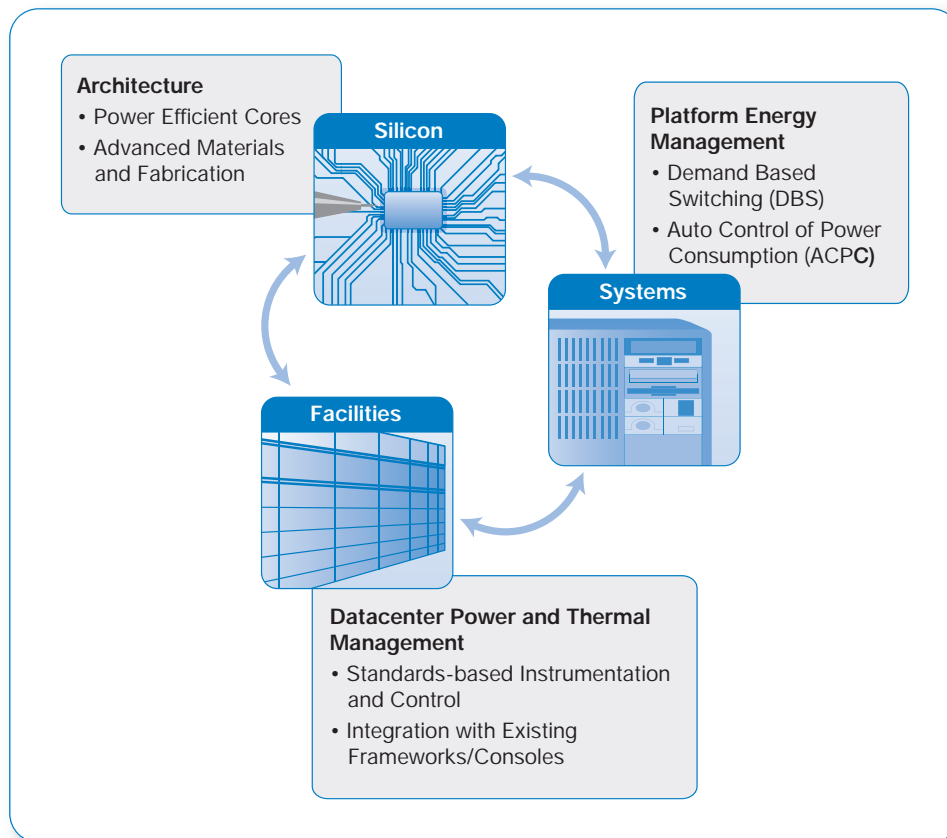 Architecture
• Power Efficient Cores
• Advanced Materials
and Fabrication
Silicon
Platform Energy
Management
• Demand Based
Switching (DBS)
• Auto Control of Power
Consumption (ACPC)
Systems
Facilities
Datacenter Power and Thermal
Management
• Standards-based Instrumentation
and Control
• Integration with Existing
Frameworks/Consoles